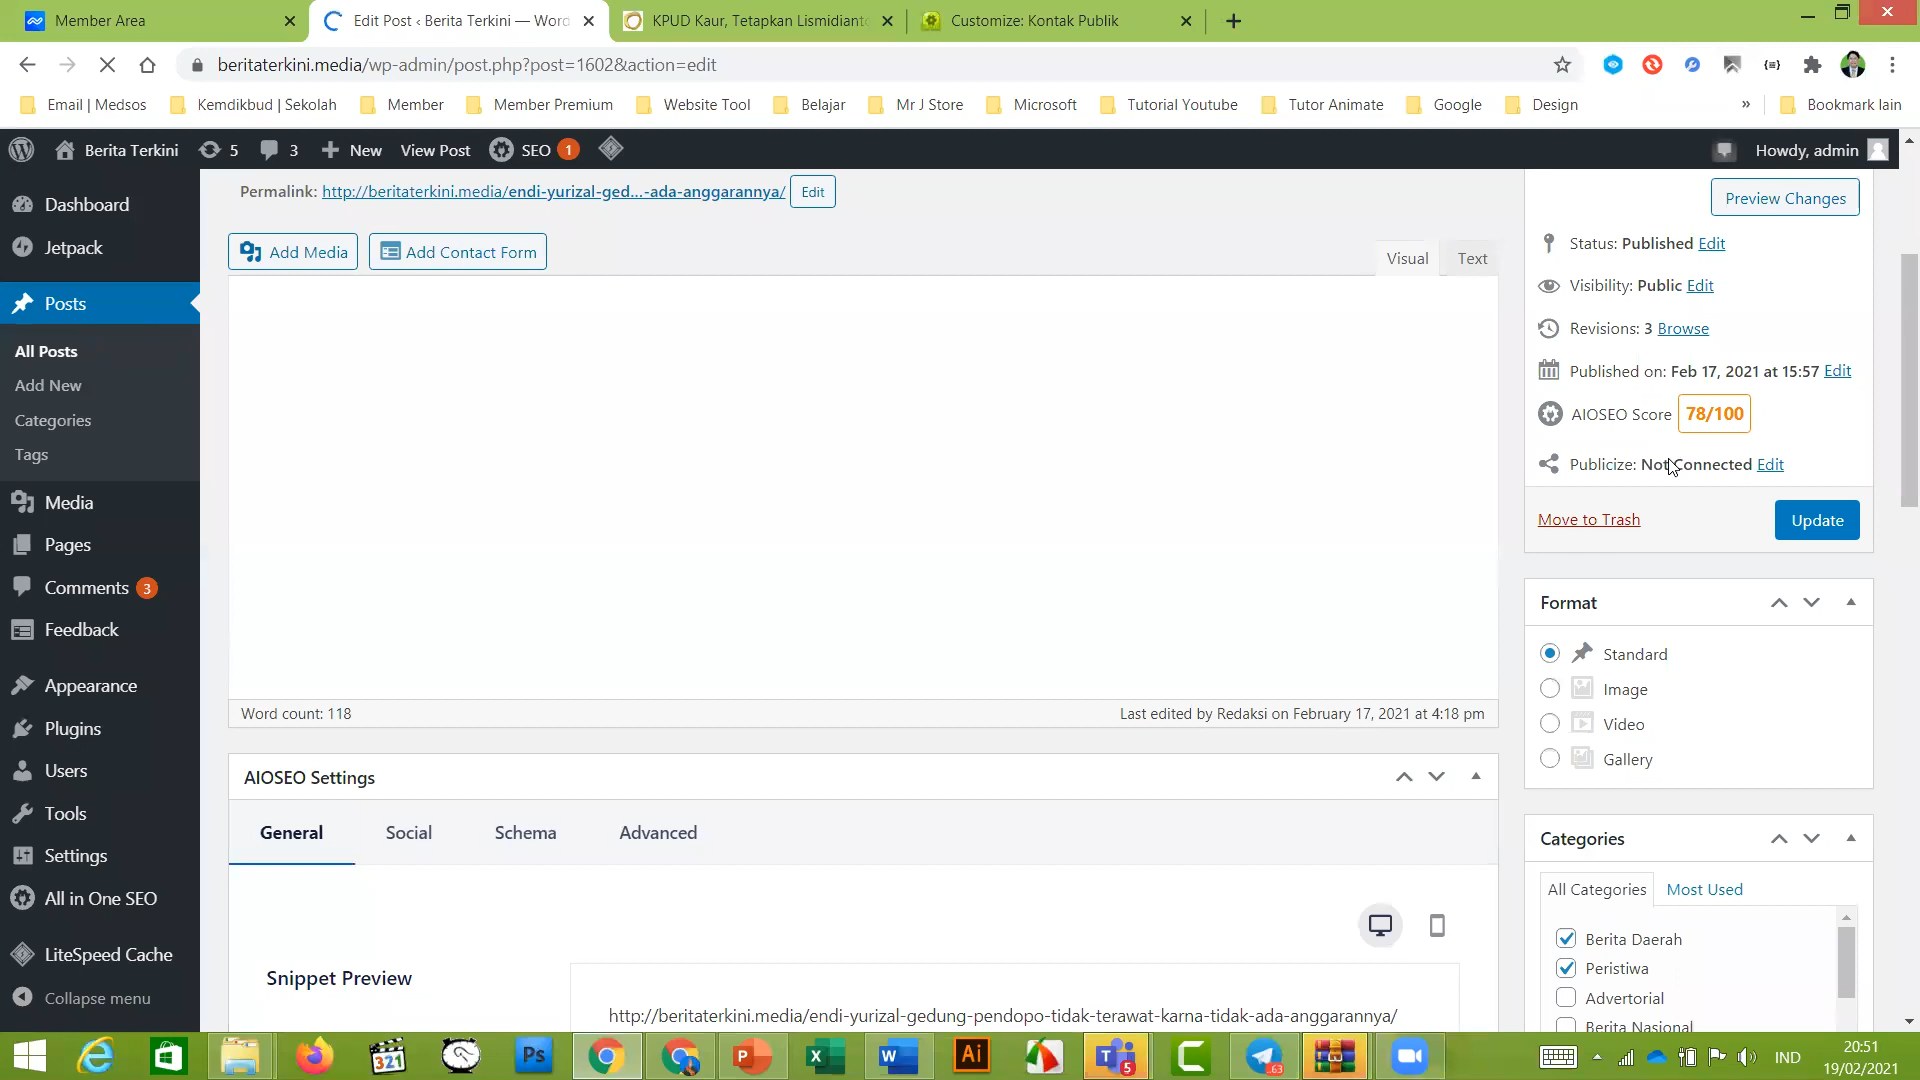 Member Area
Edit Post ‹ Berita Terkini — Word
KPUD Kaur, Tetapkan Lismidianto
Customize: Kontak Publik
beritaterkini.media/wp-admin/post.php?post=1602&action=edit
Email | Medsos
Kemdikbud | Sekolah
Member
Member Premium
Website Tool
Belajar
Mr J Store
Microsoft
Tutorial Youtube
Tutor Animate
Google
Design
»
Bookmark lain
Berita Terkini
5
3
New
View Post
SEO 1
Howdy, admin
Dashboard
Jetpack
Posts
All Posts
Add New
Categories
Tags
Media
Pages
Comments 3
Feedback
Appearance
Plugins
Users
Tools
Settings
All in One SEO
LiteSpeed Cache
Collapse menu
Permalink: http://beritaterkini.media/endi-yurizal-ged...-ada-anggarannya/ Edit
Add Media
Add Contact Form
Visual
Text
Word count: 118
Last edited by Redaksi on February 17, 2021 at 4:18 pm
AIOSEO Settings
General
Social
Schema
Advanced
Snippet Preview
http://beritaterkini.media/endi-yurizal-gedung-pendopo-tidak-terawat-karna-tidak-ada-anggarannya/
Preview Changes
Status: Published Edit
Visibility: Public Edit
Revisions: 3 Browse
Published on: Feb 17, 2021 at 15:57 Edit
AIOSEO Score 78/100
Publicize: Not Connected Edit
Move to Trash
Update
Format
Standard
Image
Video
Gallery
Categories
All Categories
Most Used
Berita Daerah
Peristiwa
Advertorial
Berita Nasional
321
Ps
P
X
W
Ai
T 5
63
IND
20:51
19/02/2021